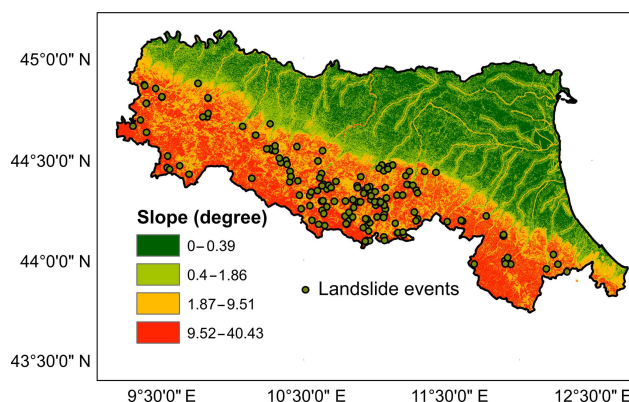 45°0'0" N
44°30'0" N
44°0'0" N
43°30'0" N
Slope (degree)
0–0.39
0.4–1.86
1.87–9.51
9.52–40.43
Landslide events
9°30'0" E
10°30'0" E
11°30'0" E
12°30'0" E